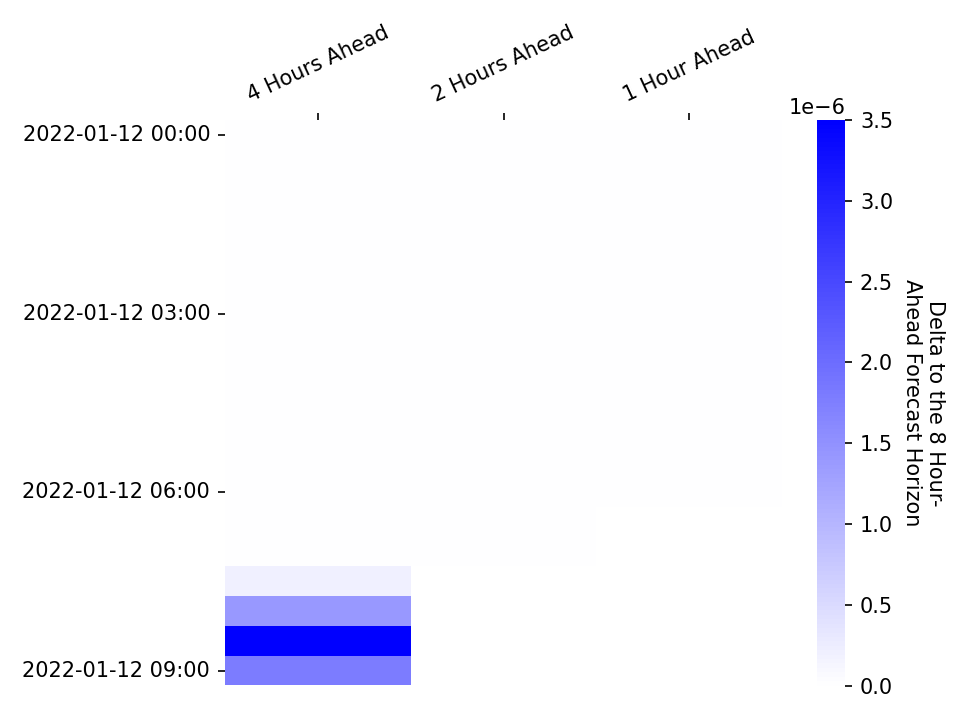 4 Hours Ahead
2 Hours Ahead
1 Hour Ahead
1e−6
2022-01-12 00:00
2022-01-12 03:00
2022-01-12 06:00
2022-01-12 09:00
3.5
3.0
2.5
2.0
1.5
1.0
0.5
0.0
Delta to the 8 Hour-
Ahead Forecast Horizon